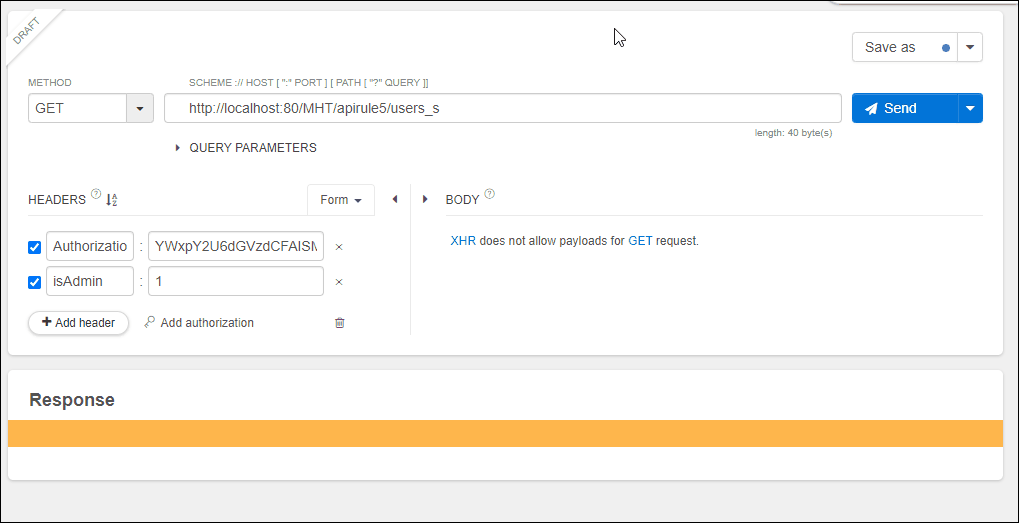 DRAFT
Save as
METHOD
SCHEME :// HOST [ ":" PORT ] [ PATH [ "?" QUERY ]]
GET
http://localhost:80/MHT/apirule5/users_s
Send
length: 40 byte(s)
QUERY PARAMETERS
HEADERS ? A Z
Form
BODY ?
Authorizatio : YWxpY2U6dGVzdCFAISM ×
XHR does not allow payloads for GET request.
isAdmin : 1 ×
+ Add header
Add authorization
Response